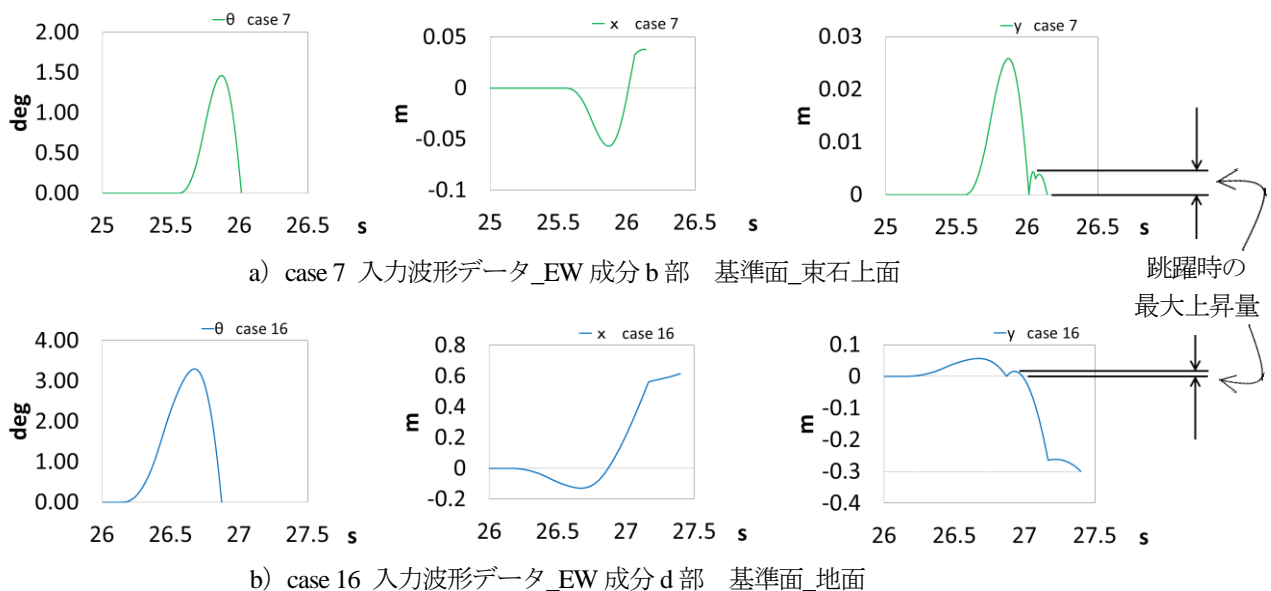 θ case 7
2.00
1.50
1.00
0.50
0.00
deg
25 25.5 26 26.5 s
x case 7
0.05
0
-0.05
-0.1
m
25 25.5 26 26.5
y case 7
0.03
0.02
0.01
0
m
25 25.5 26 26.5 s
a) case 7 入力波形データ_EW 成分 b 部 基準面_束石上面
跳躍時の
最大上昇量
θ case 16
4.00
3.00
2.00
1.00
0.00
deg
26 26.5 27 27.5 s
x case 16
0.8
0.6
0.4
0.2
0
-0.2
m
26 26.5 27 27.5 s
y case 16
0.1
0
-0.1
-0.2
-0.3
-0.4
m
26 26.5 27 27.5 s
b) case 16 入力波形データ_EW 成分 d 部 基準面_地面